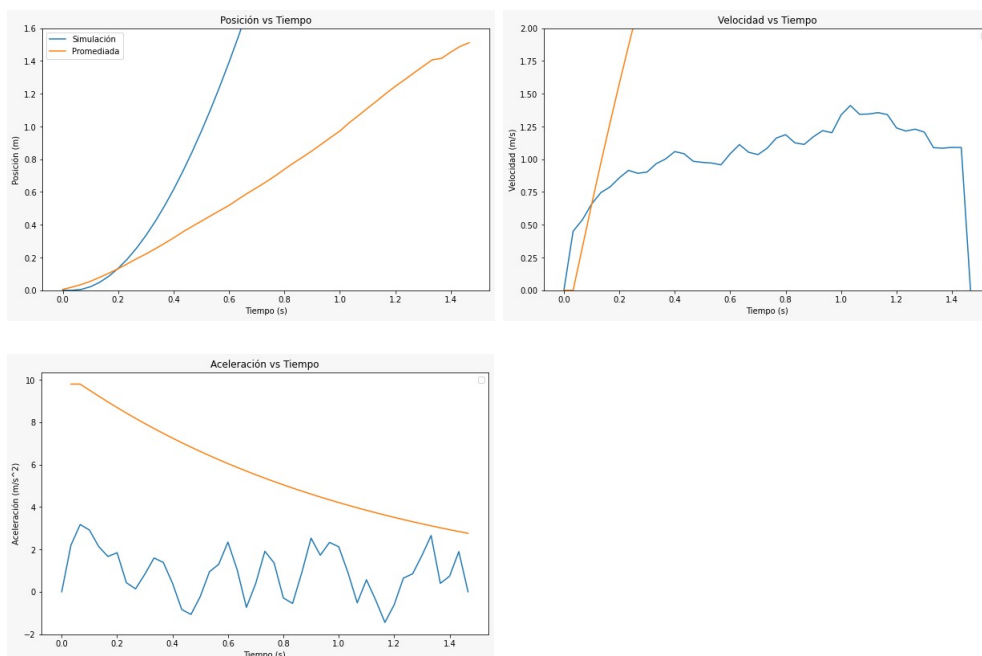 Posición vs Tiempo
1.6
1.4
1.2
1.0
0.8
0.6
0.4
0.2
0.0
Posición (m)
Simulación
Promediada
0.0 0.2 0.4 0.6 0.8 1.0 1.2 1.4
Tiempo (s)
Velocidad vs Tiempo
2.00
1.75
1.50
1.25
1.00
0.75
0.50
0.25
0.00
Velocidad (m/s)
0.0 0.2 0.4 0.6 0.8 1.0 1.2 1.4
Tiempo (s)
Aceleración vs Tiempo
10
8
6
4
2
0
−2
Aceleración (m/s^2)
0.0 0.2 0.4 0.6 0.8 1.0 1.2 1.4
Tiempo (s)